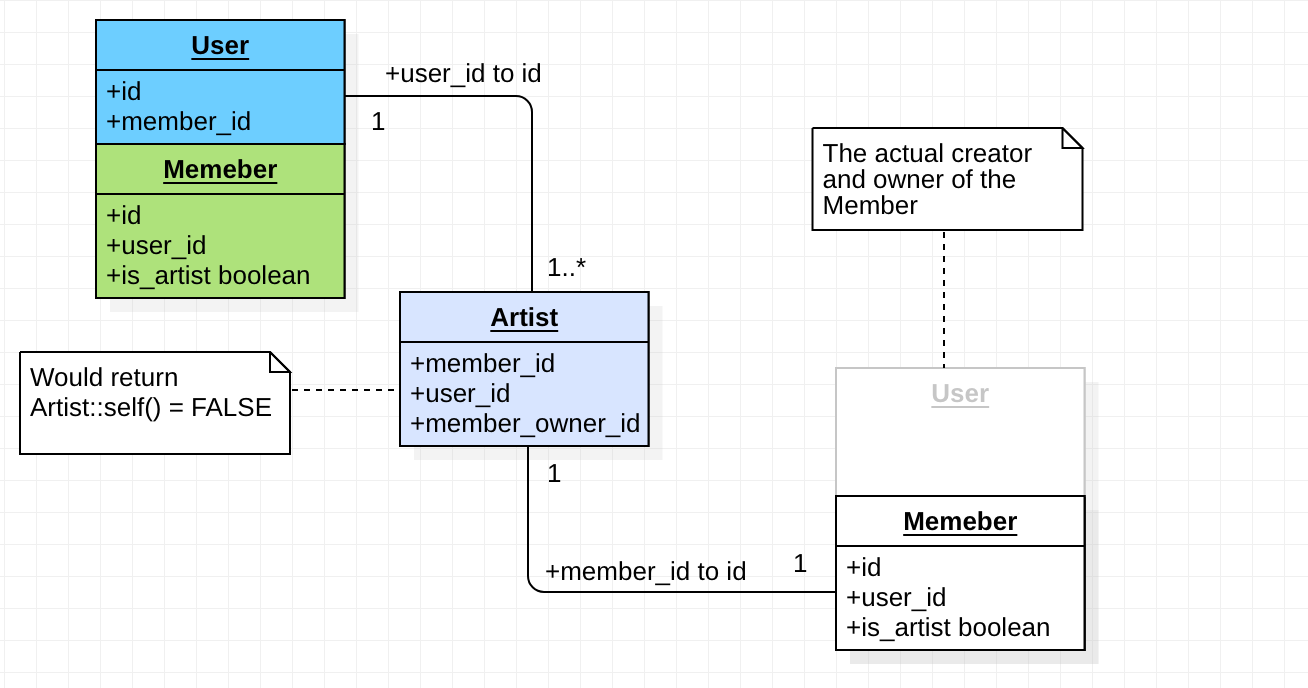 User
+id
+member_id
Memeber
+id
+user_id
+is_artist boolean
+user_id to id
1
1..*
The actual creator
and owner of the
Member
Artist
+member_id
+user_id
+member_owner_id
Would return
Artist::self() = FALSE
1
+member_id to id
1
User
Memeber
+id
+user_id
+is_artist boolean